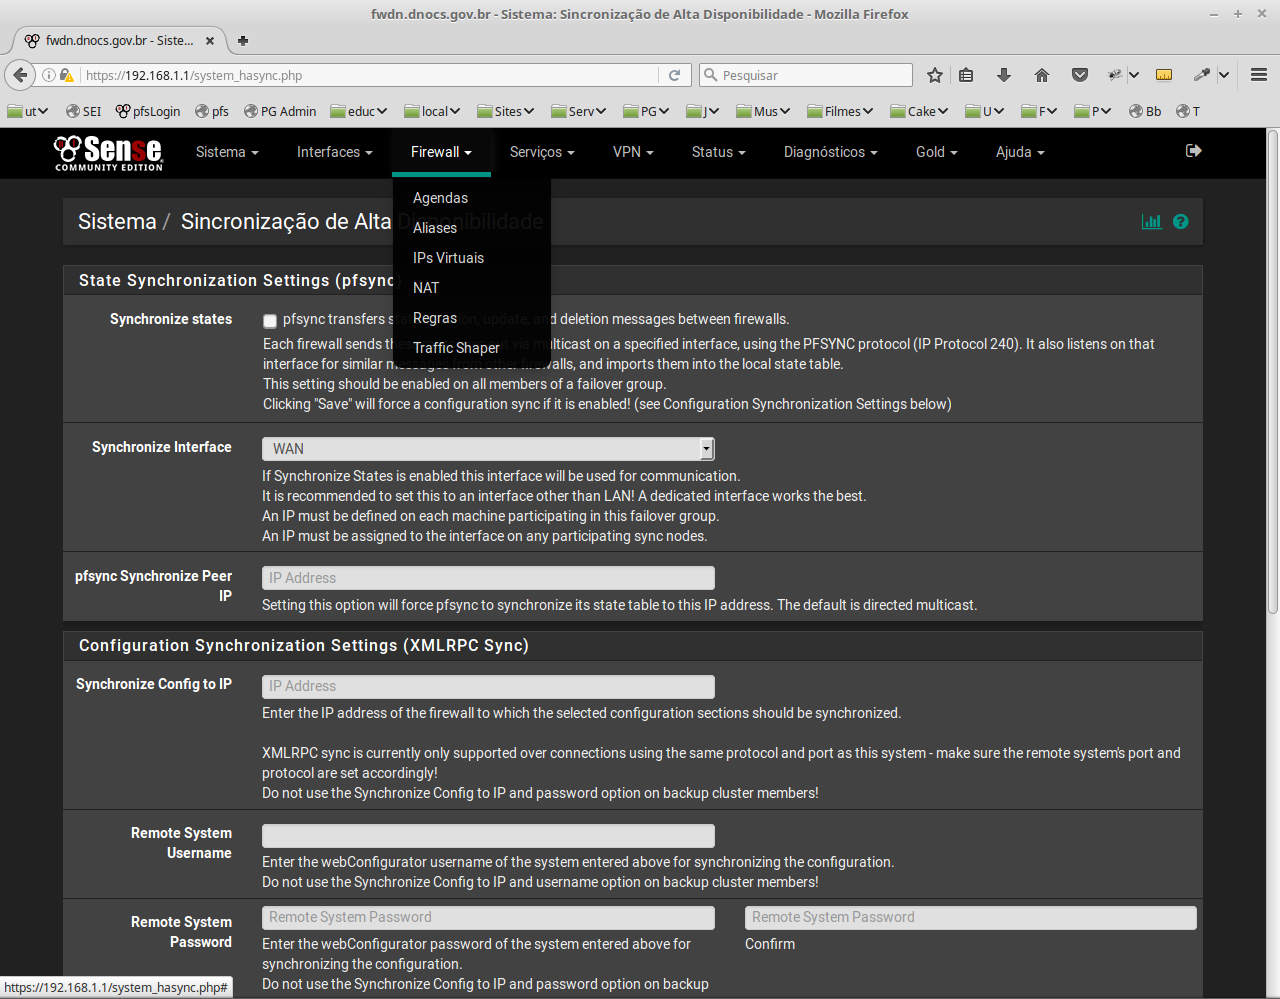 fwdn.dnocs.gov.br - Sistema: Sincronização de Alta Disponibilidade - Mozilla Firefox
fwdn.dnocs.gov.br - Siste...
https://192.168.1.1/system_hasync.php
Pesquisar
ut
SEI
pfsLogin
pfs
PG Admin
educ
local
Sites
Serv
PG
J
Mus
Filmes
Cake
U
F
P
Bb
T
Sense
COMMUNITY EDITION
Sistema
Interfaces
Firewall
Serviços
VPN
Status
Diagnósticos
Gold
Ajuda
Agendas
Aliases
IPs Virtuais
NAT
Regras
Traffic Shaper
Sistema / Sincronização de Alta Disponibilidade
State Synchronization Settings (pfsync)
Synchronize states
pfsync transfers state insertion, update, and deletion messages between firewalls.
Each firewall sends these messages out via multicast on a specified interface, using the PFSYNC protocol (IP Protocol 240). It also listens on that
interface for similar messages from other firewalls, and imports them into the local state table.
This setting should be enabled on all members of a failover group.
Clicking "Save" will force a configuration sync if it is enabled! (see Configuration Synchronization Settings below)
Synchronize Interface
WAN
If Synchronize States is enabled this interface will be used for communication.
It is recommended to set this to an interface other than LAN! A dedicated interface works the best.
An IP must be defined on each machine participating in this failover group.
An IP must be assigned to the interface on any participating sync nodes.
pfsync Synchronize Peer
IP
IP Address
Setting this option will force pfsync to synchronize its state table to this IP address. The default is directed multicast.
Configuration Synchronization Settings (XMLRPC Sync)
Synchronize Config to IP
IP Address
Enter the IP address of the firewall to which the selected configuration sections should be synchronized.
XMLRPC sync is currently only supported over connections using the same protocol and port as this system - make sure the remote system's port and
protocol are set accordingly!
Do not use the Synchronize Config to IP and password option on backup cluster members!
Remote System
Username
Enter the webConfigurator username of the system entered above for synchronizing the configuration.
Do not use the Synchronize Config to IP and username option on backup cluster members!
Remote System
Password
Remote System Password
Enter the webConfigurator password of the system entered above for
synchronizing the configuration.
Do not use the Synchronize Config to IP and password option on backup
Remote System Password
Confirm
https://192.168.1.1/system_hasync.php#